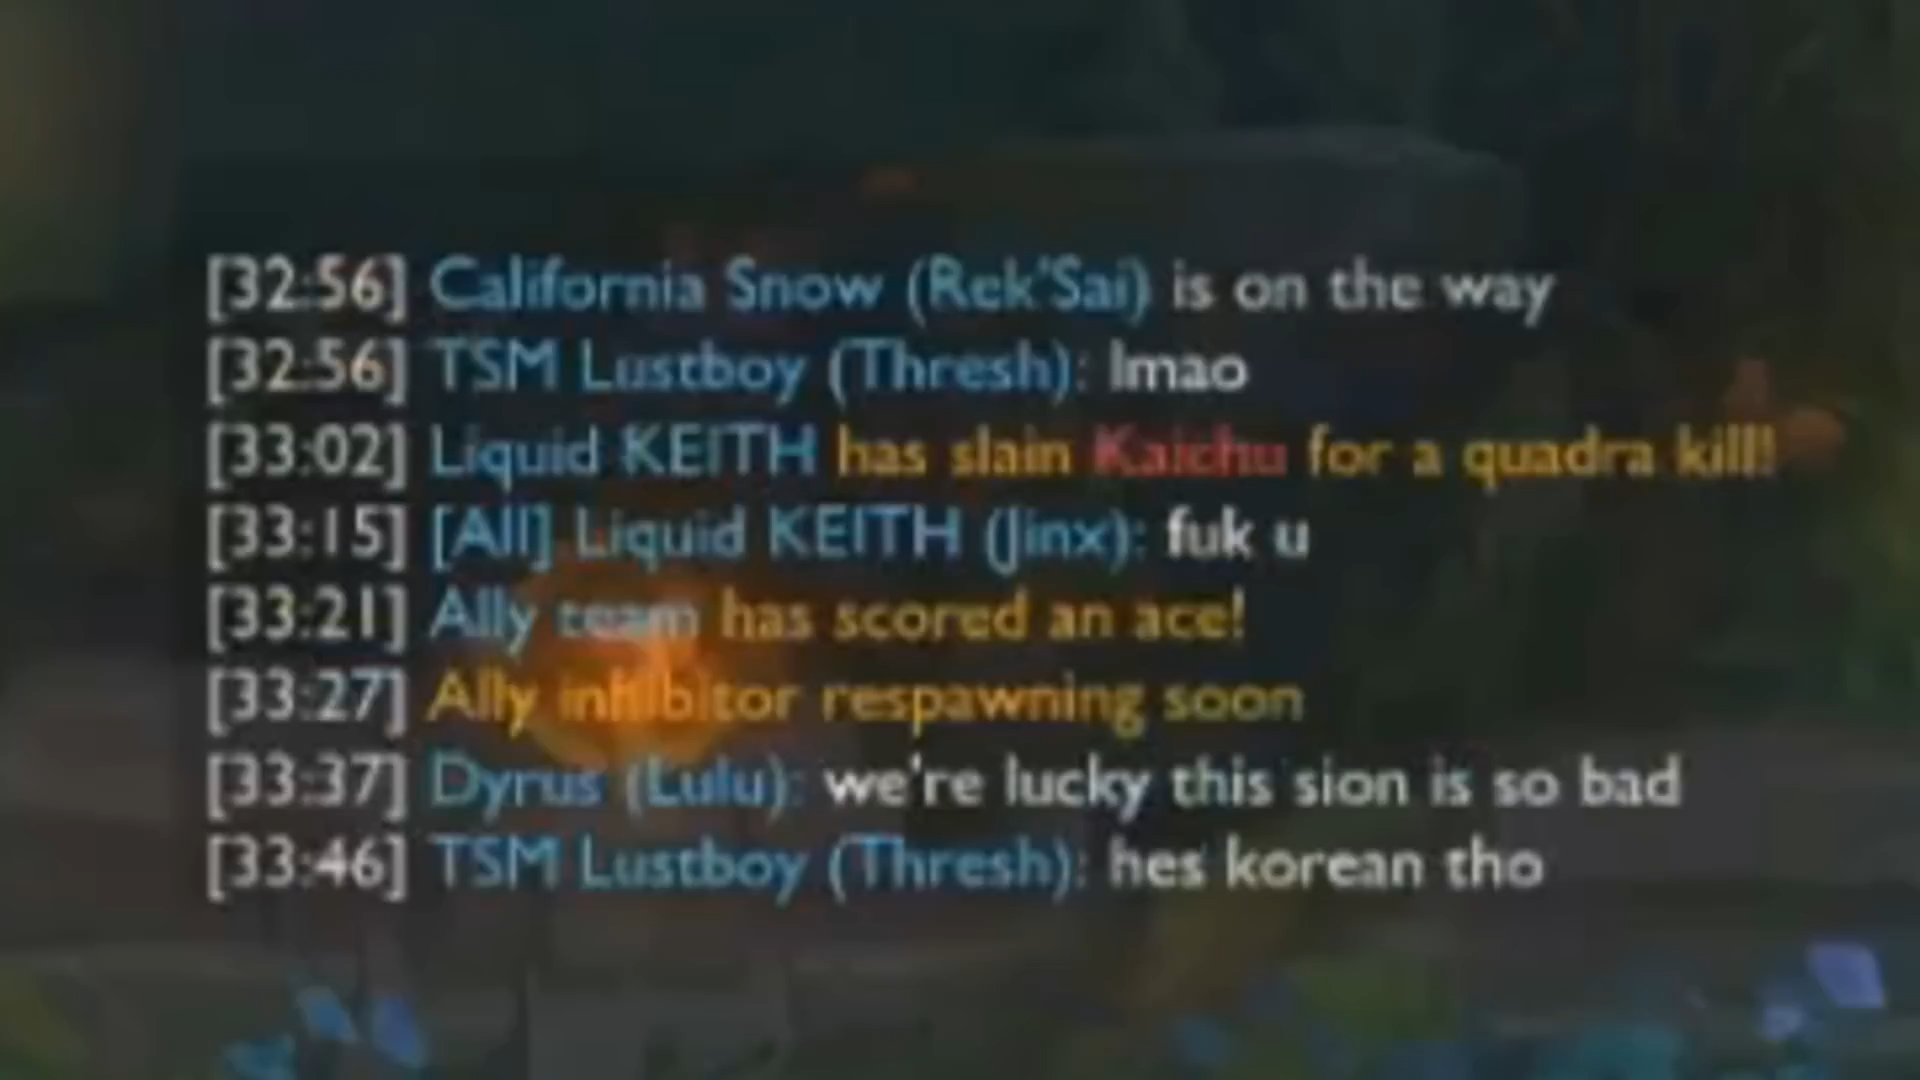 [32:56] California Snow (Rek'Sai) is on the way
[32:56] TSM Lustboy (Thresh): lmao
[33:02] Liquid KEITH has slain Kaichu for a quadra kill!
[33:15] [All] Liquid KEITH (Jinx): fuk u
[33:21] Ally team has scored an ace!
[33:27] Ally inhibitor respawning soon
[33:37] Dyrus (Lulu): we're lucky this sion is so bad
[33:46] TSM Lustboy (Thresh): hes korean tho